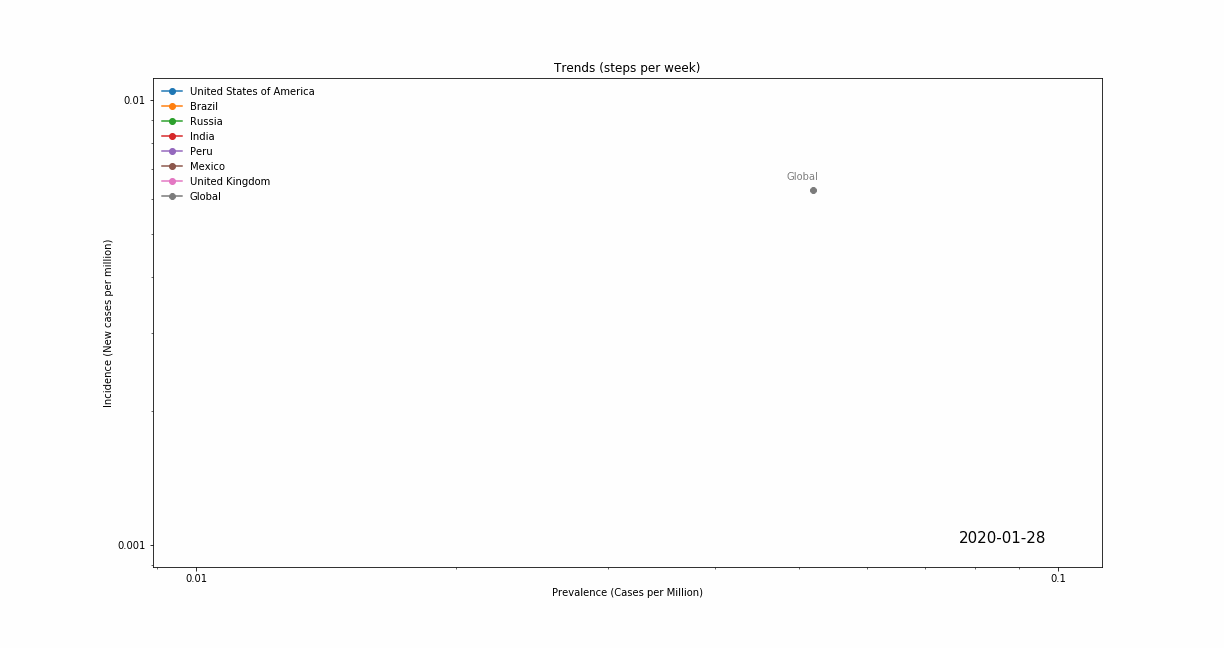 Trends (steps per week)
United States of America
Brazil
Russia
India
Peru
Mexico
United Kingdom
Global
Global
0.01
0.001
Incidence (New cases per million)
2020-01-28
0.01
0.1
Prevalence (Cases per Million)